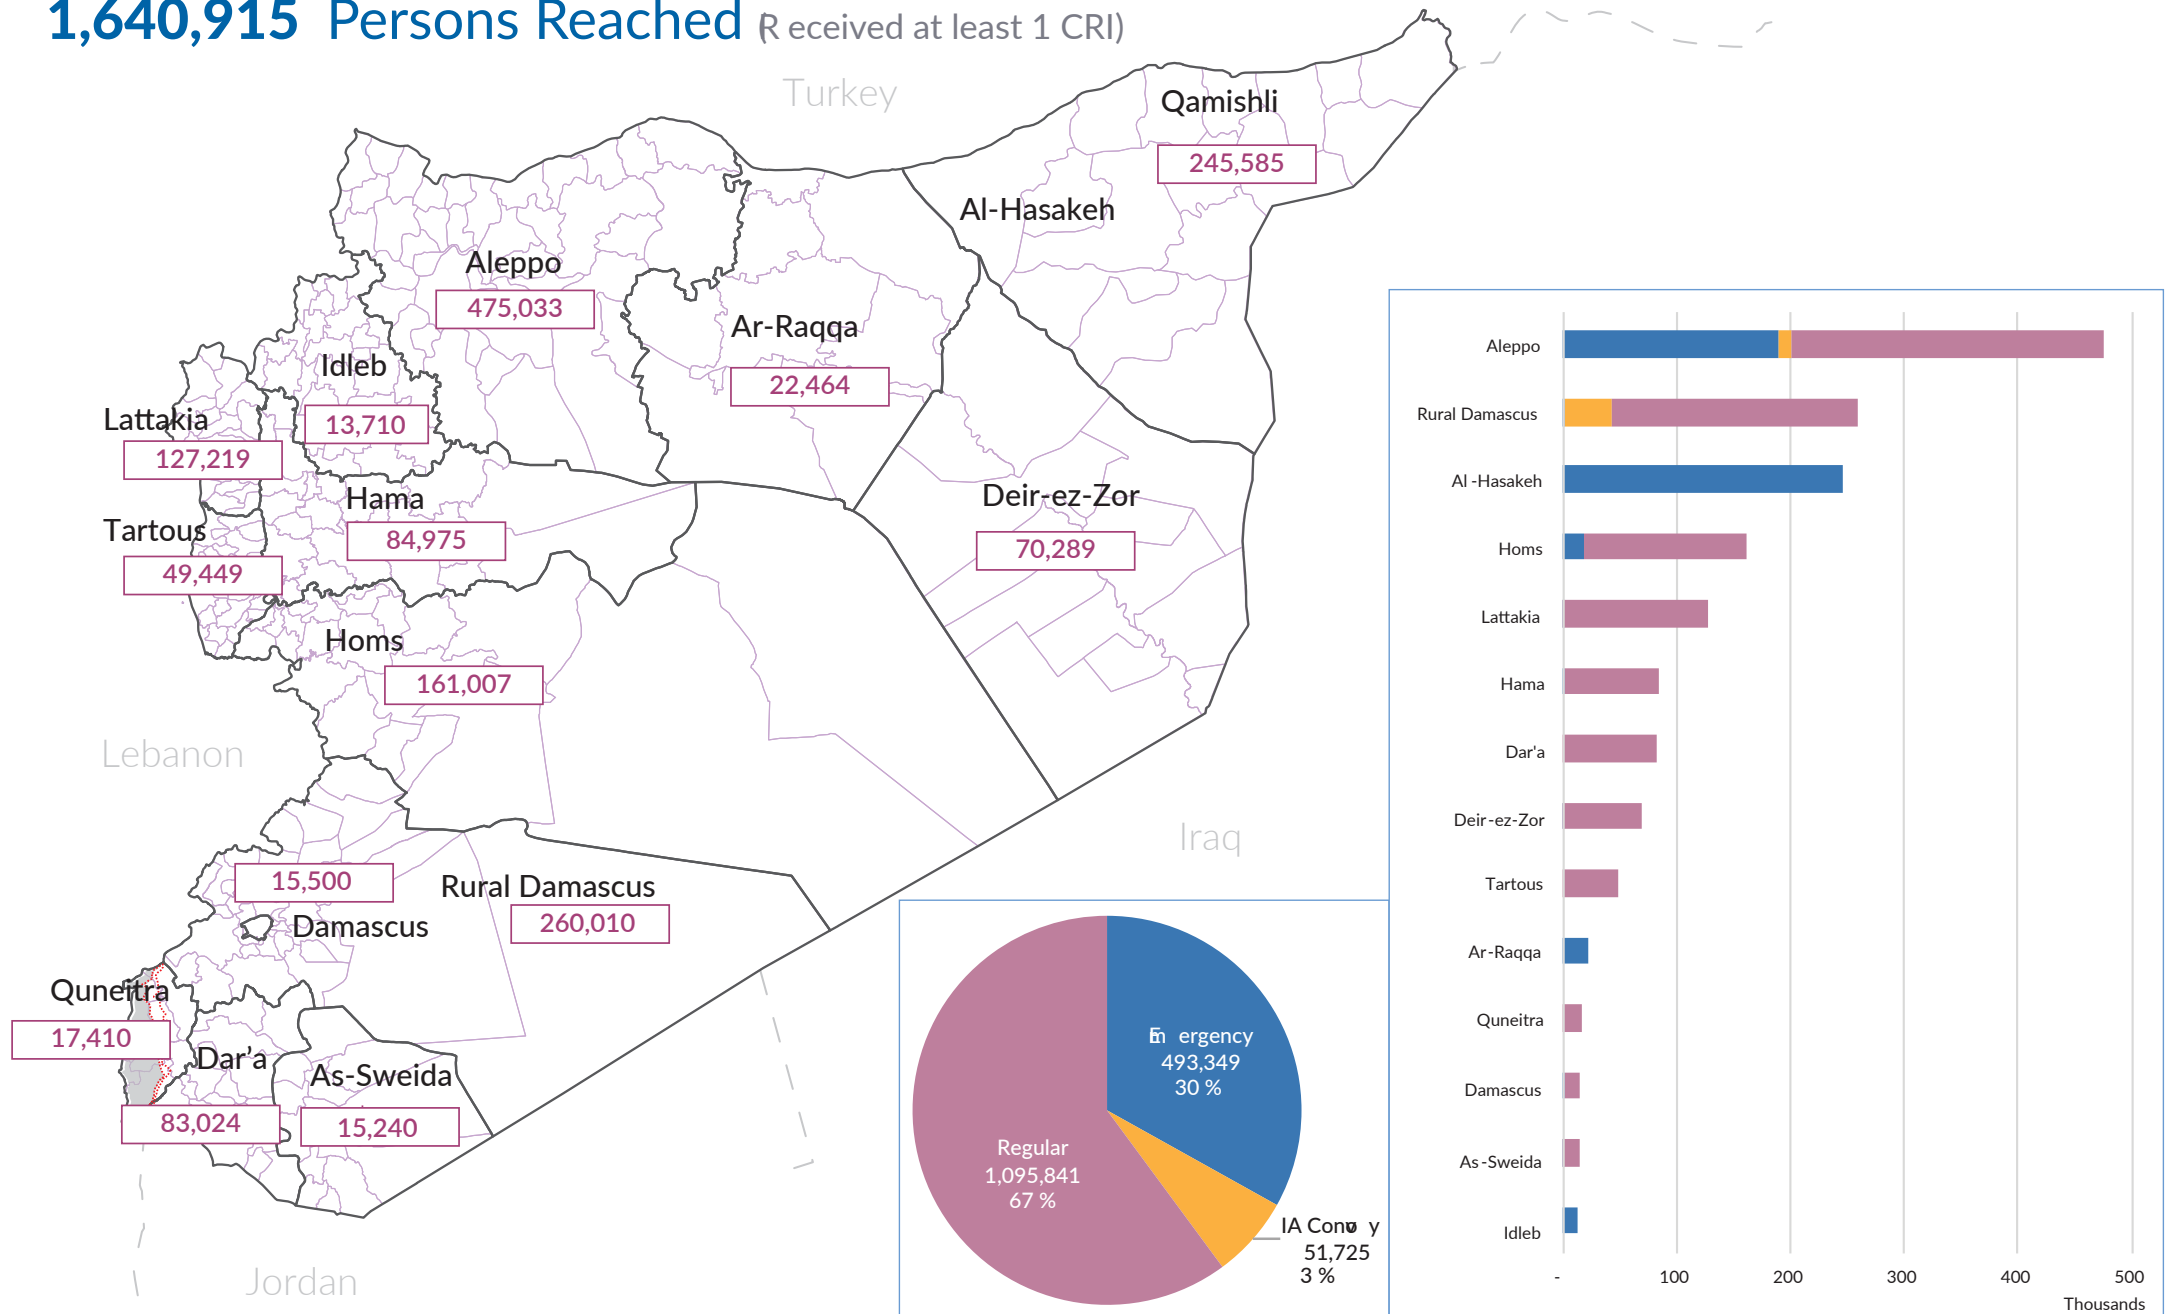 1,640,915 Persons Reached (R eceived at least 1 CRI)
Turkey
Qamishli
245,585
Al-Hasakeh
Aleppo
475,033
Ar-Raqqa
22,464
Idleb
13,710
Lattakia
127,219
Hama
84,975
Deir-ez-Zor
70,289
Tartous
49,449
Homs
161,007
Lebanon
Iraq
15,500
Rural Damascus
260,010
Damascus
Quneitra
17,410
Dar'a
83,024
As-Sweida
15,240
Jordan
Em ergency
493,349
30 %
Regular
1,095,841
67 %
IA Conv y
51,725
3 %
Aleppo
Rural Damascus
Al -Hasakeh
Homs
Lattakia
Hama
Dar'a
Deir-ez-Zor
Tartous
Ar-Raqqa
Quneitra
Damascus
As-Sweida
Idleb
- 100 200 300 400 500
Thousands